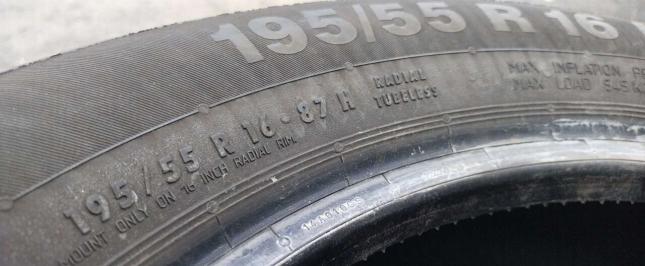 195/55 R 16
195/55 R 16 · 87 H
RADIAL
TUBELESS
MAX INFLATION
MAX LOAD 545
MOUNT ONLY ON 16 INCH RADIAL RIM